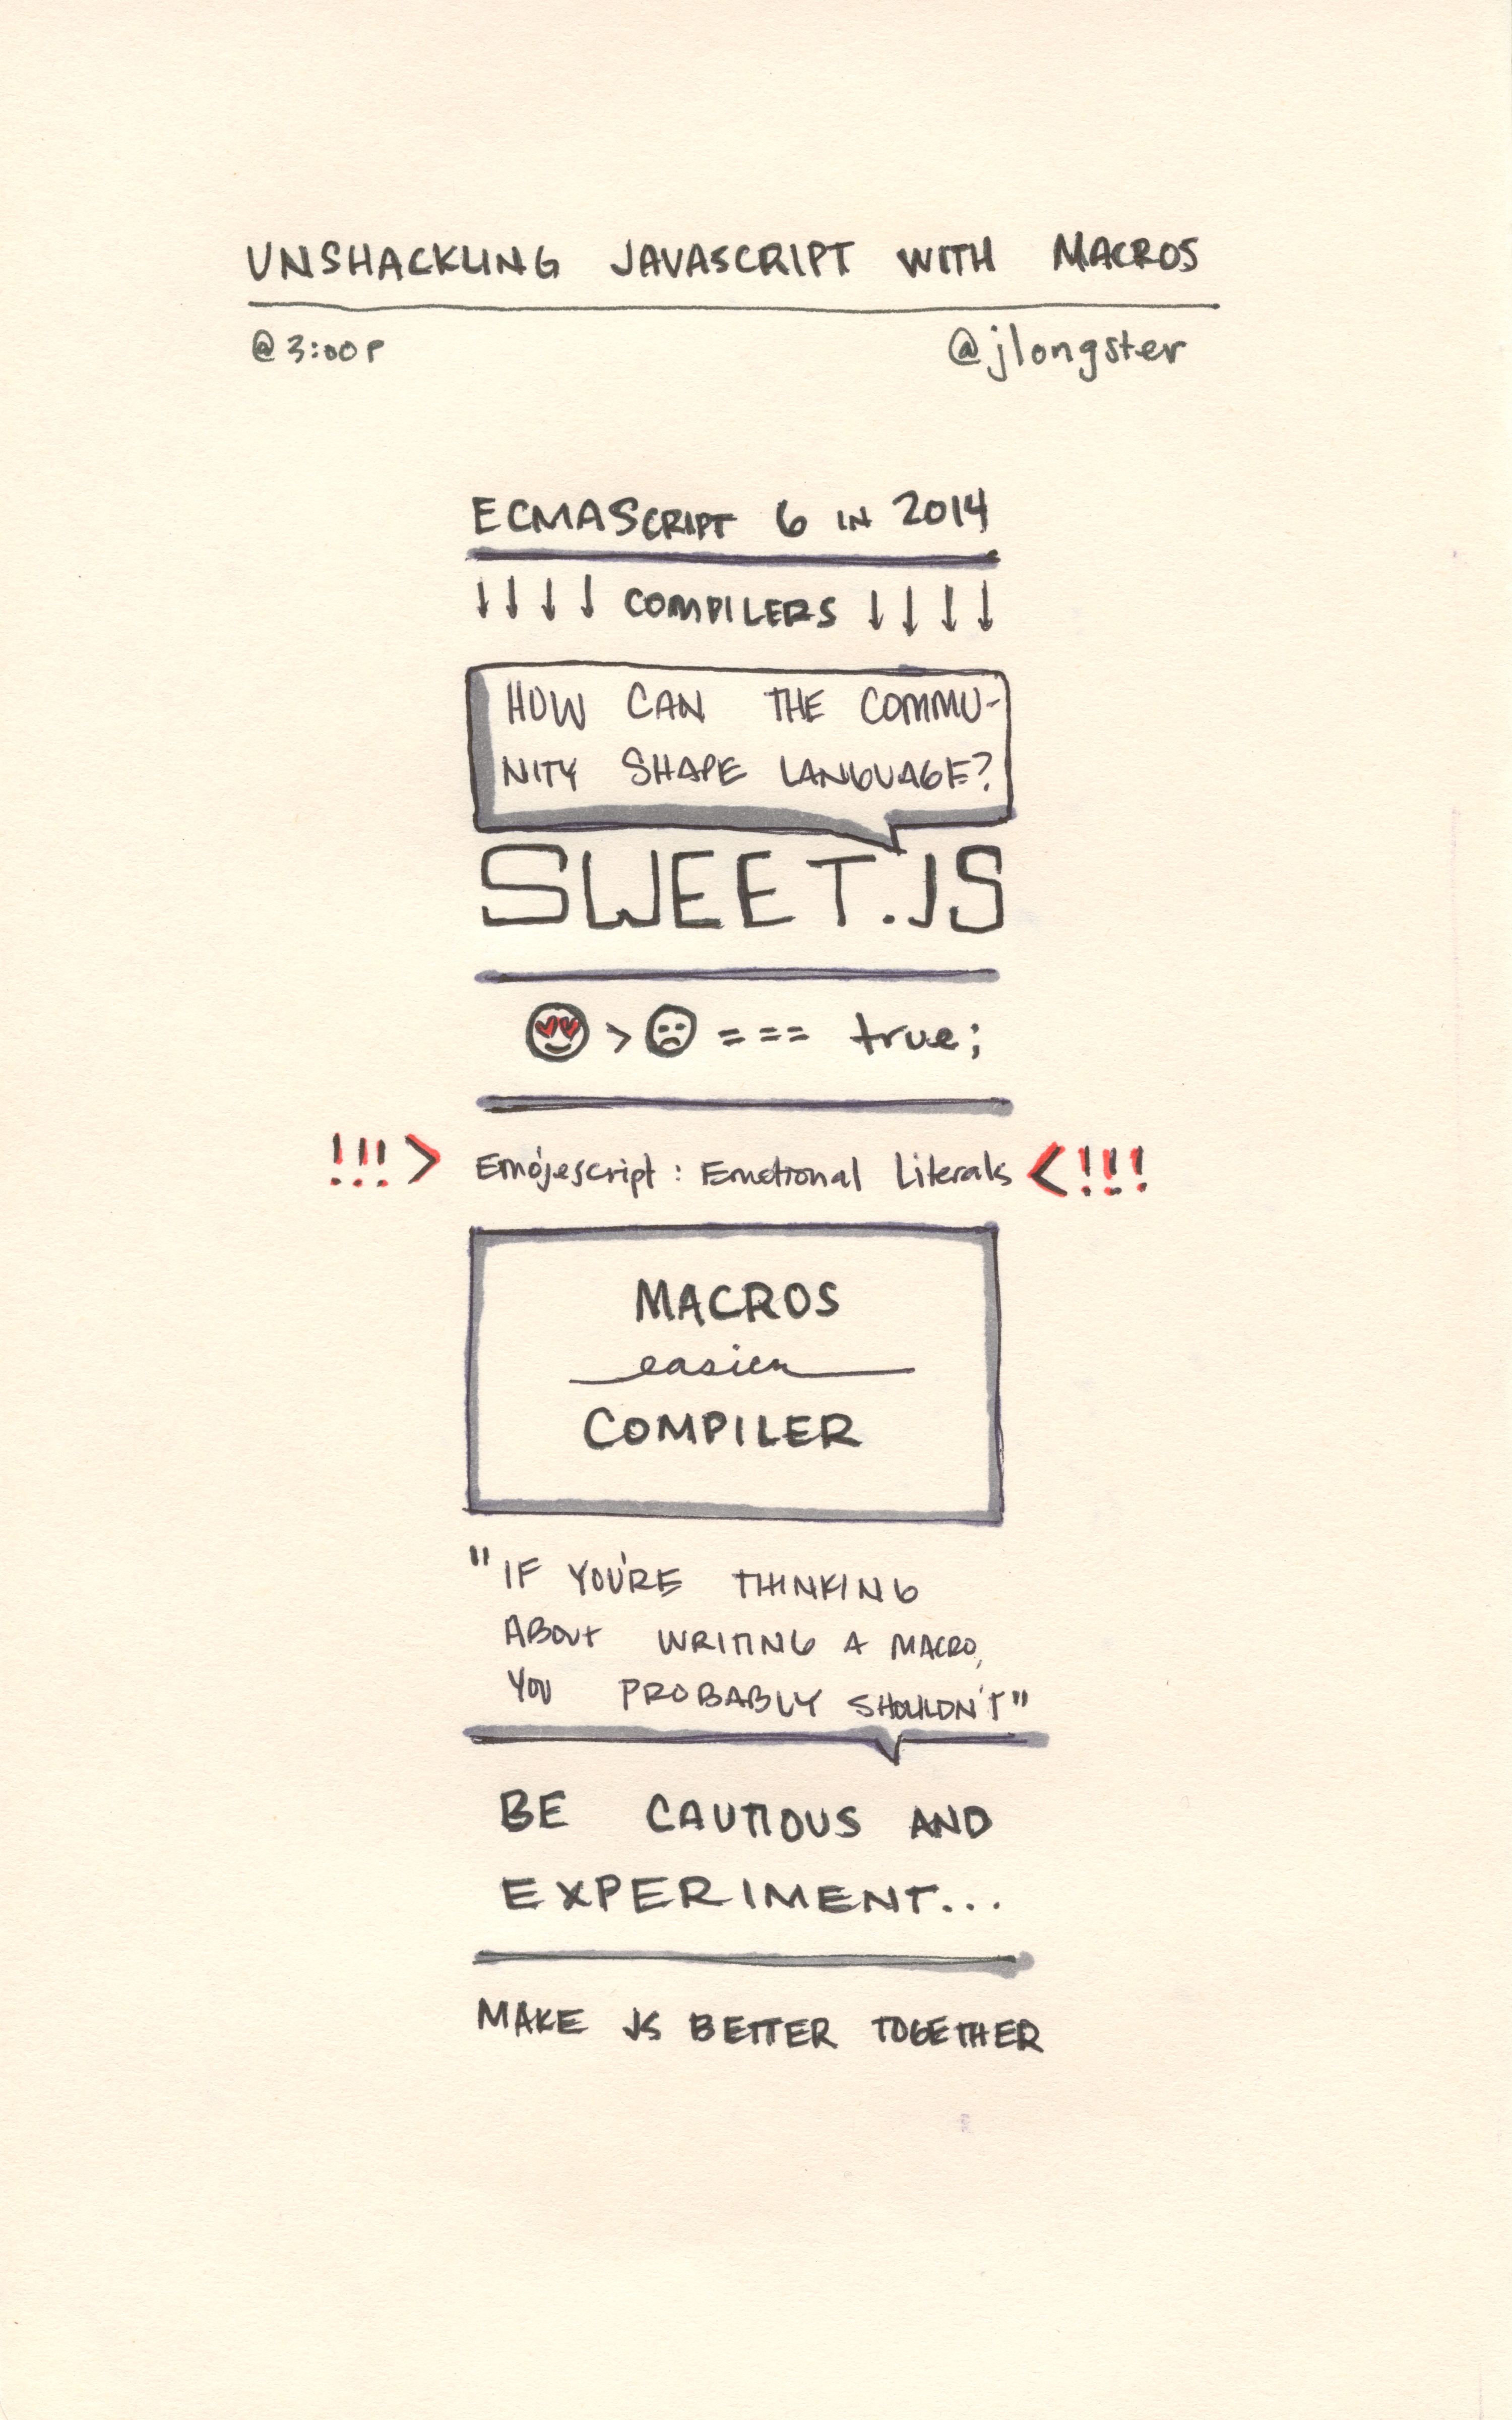 UNSHACKLING JAVASCRIPT WITH MACROS
@ 3:00P @jlongster
ECMASCRIPT 6 IN 2014
↓↓↓↓ COMPILERS ↓↓↓↓
HOW CAN THE COMMU-
NITY SHAPE LANGUAGE?
SWEET.JS
😍 > ☹ === true;
!!!> Emojescript : Emotional Literals <!!!
MACROS
easier
COMPILER
"IF YOU'RE THINKING
ABOUT WRITING A MACRO,
YOU PROBABLY SHOULDN'T"
BE CAUTIOUS AND
EXPERIMENT...
MAKE JS BETTER TOGETHER